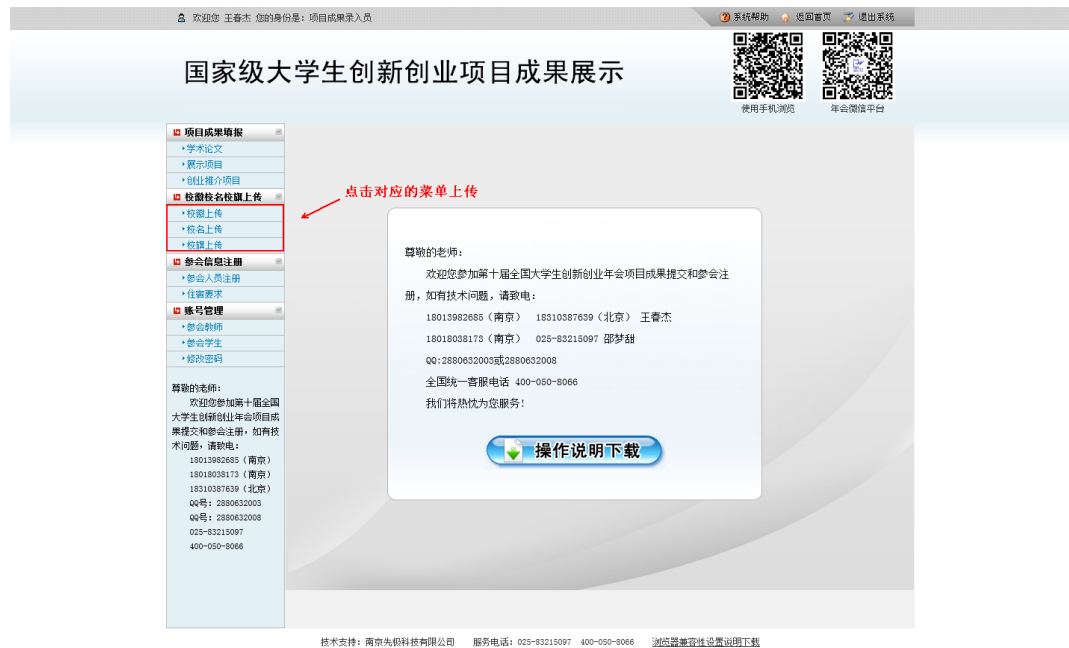 欢迎您 王春杰 您的身份是：项目成果录入员
系统帮助 返回首页 退出系统
国家级大学生创新创业项目成果展示
使用手机浏览 年会微信平台
项目成果填报
学术论文
展示项目
创业推介项目
校徽校名校旗上传
校徽上传
校名上传
校旗上传
参会信息注册
参会人员注册
住宿要求
账号管理
参会教师
参会学生
修改密码
尊敬的老师：
欢迎您参加第十届全国
大学生创新创业年会项目成
果提交和参会注册，如有技
术问题，请致电：
18013982685（南京）
18018038173（南京）
18310387639（北京）
QQ号：2880632003
QQ号：2880632008
025-83215097
400-050-8066
点击对应的菜单上传
尊敬的老师：
欢迎您参加第十届全国大学生创新创业年会项目成果提交和参会注
册，如有技术问题，请致电：
18013982685（南京） 18310387639（北京） 王春杰
18018038173（南京） 025-83215097 邵梦甜
QQ:2880632003或2880632008
全国统一客服电话 400-050-8066
我们将热忱为您服务！
操作说明下载
技术支持：南京先极科技有限公司 服务电话：025-83215097 400-050-8066 浏览器兼容性设置说明下载